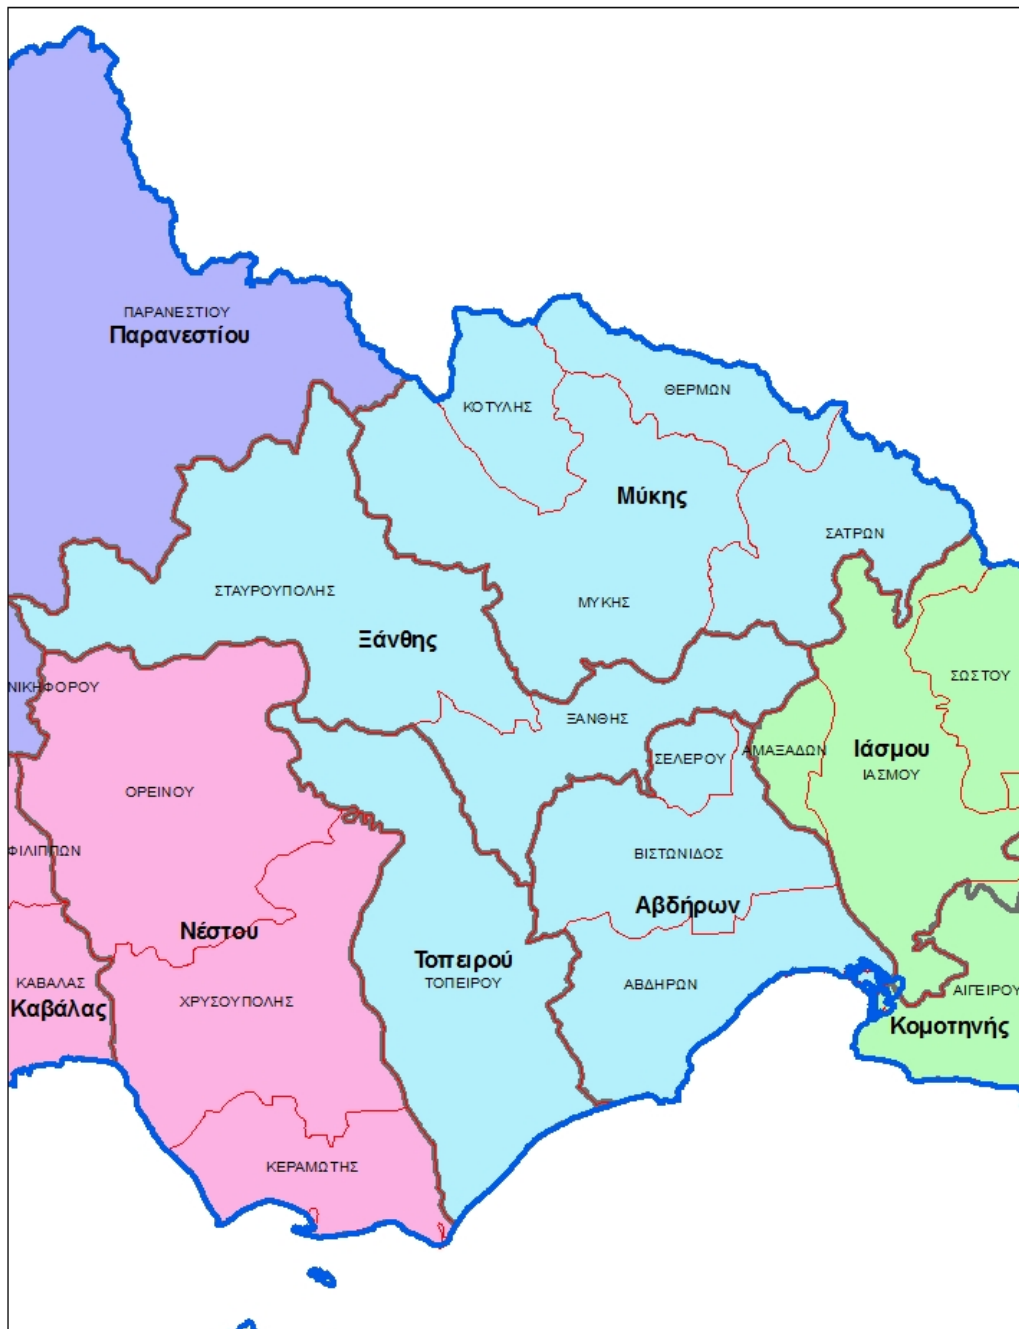 ΠΑΡΑΝΕΣΤΙΟΥ
Παρανεστίου
ΘΕΡΜΩΝ
ΚΟΤΥΛΗΣ
Μύκης
ΣΑΤΡΩΝ
ΣΤΑΥΡΟΥΠΟΛΗΣ
ΜΥΚΗΣ
Ξάνθης
ΣΩΣΤΟΥ
ΝΙΚΗΦΟΡΟΥ
ΞΑΝΘΗΣ
ΑΜΑΞΑΔΩΝ
Ιάσμου
ΣΕΛΕΡΟΥ
ΙΑΣΜΟΥ
ΟΡΕΙΝΟΥ
ΦΙΛΙΠΠΩΝ
ΒΙΣΤΩΝΙΔΟΣ
Αβδήρων
Νέστου
Τοπειρού
ΤΟΠΕΙΡΟΥ
ΚΑΒΑΛΑΣ
ΑΒΔΗΡΩΝ
ΑΙΓΕΙΡΟΥ
ΧΡΥΣΟΥΠΟΛΗΣ
Καβάλας
Κομοτηνής
ΚΕΡΑΜΩΤΗΣ